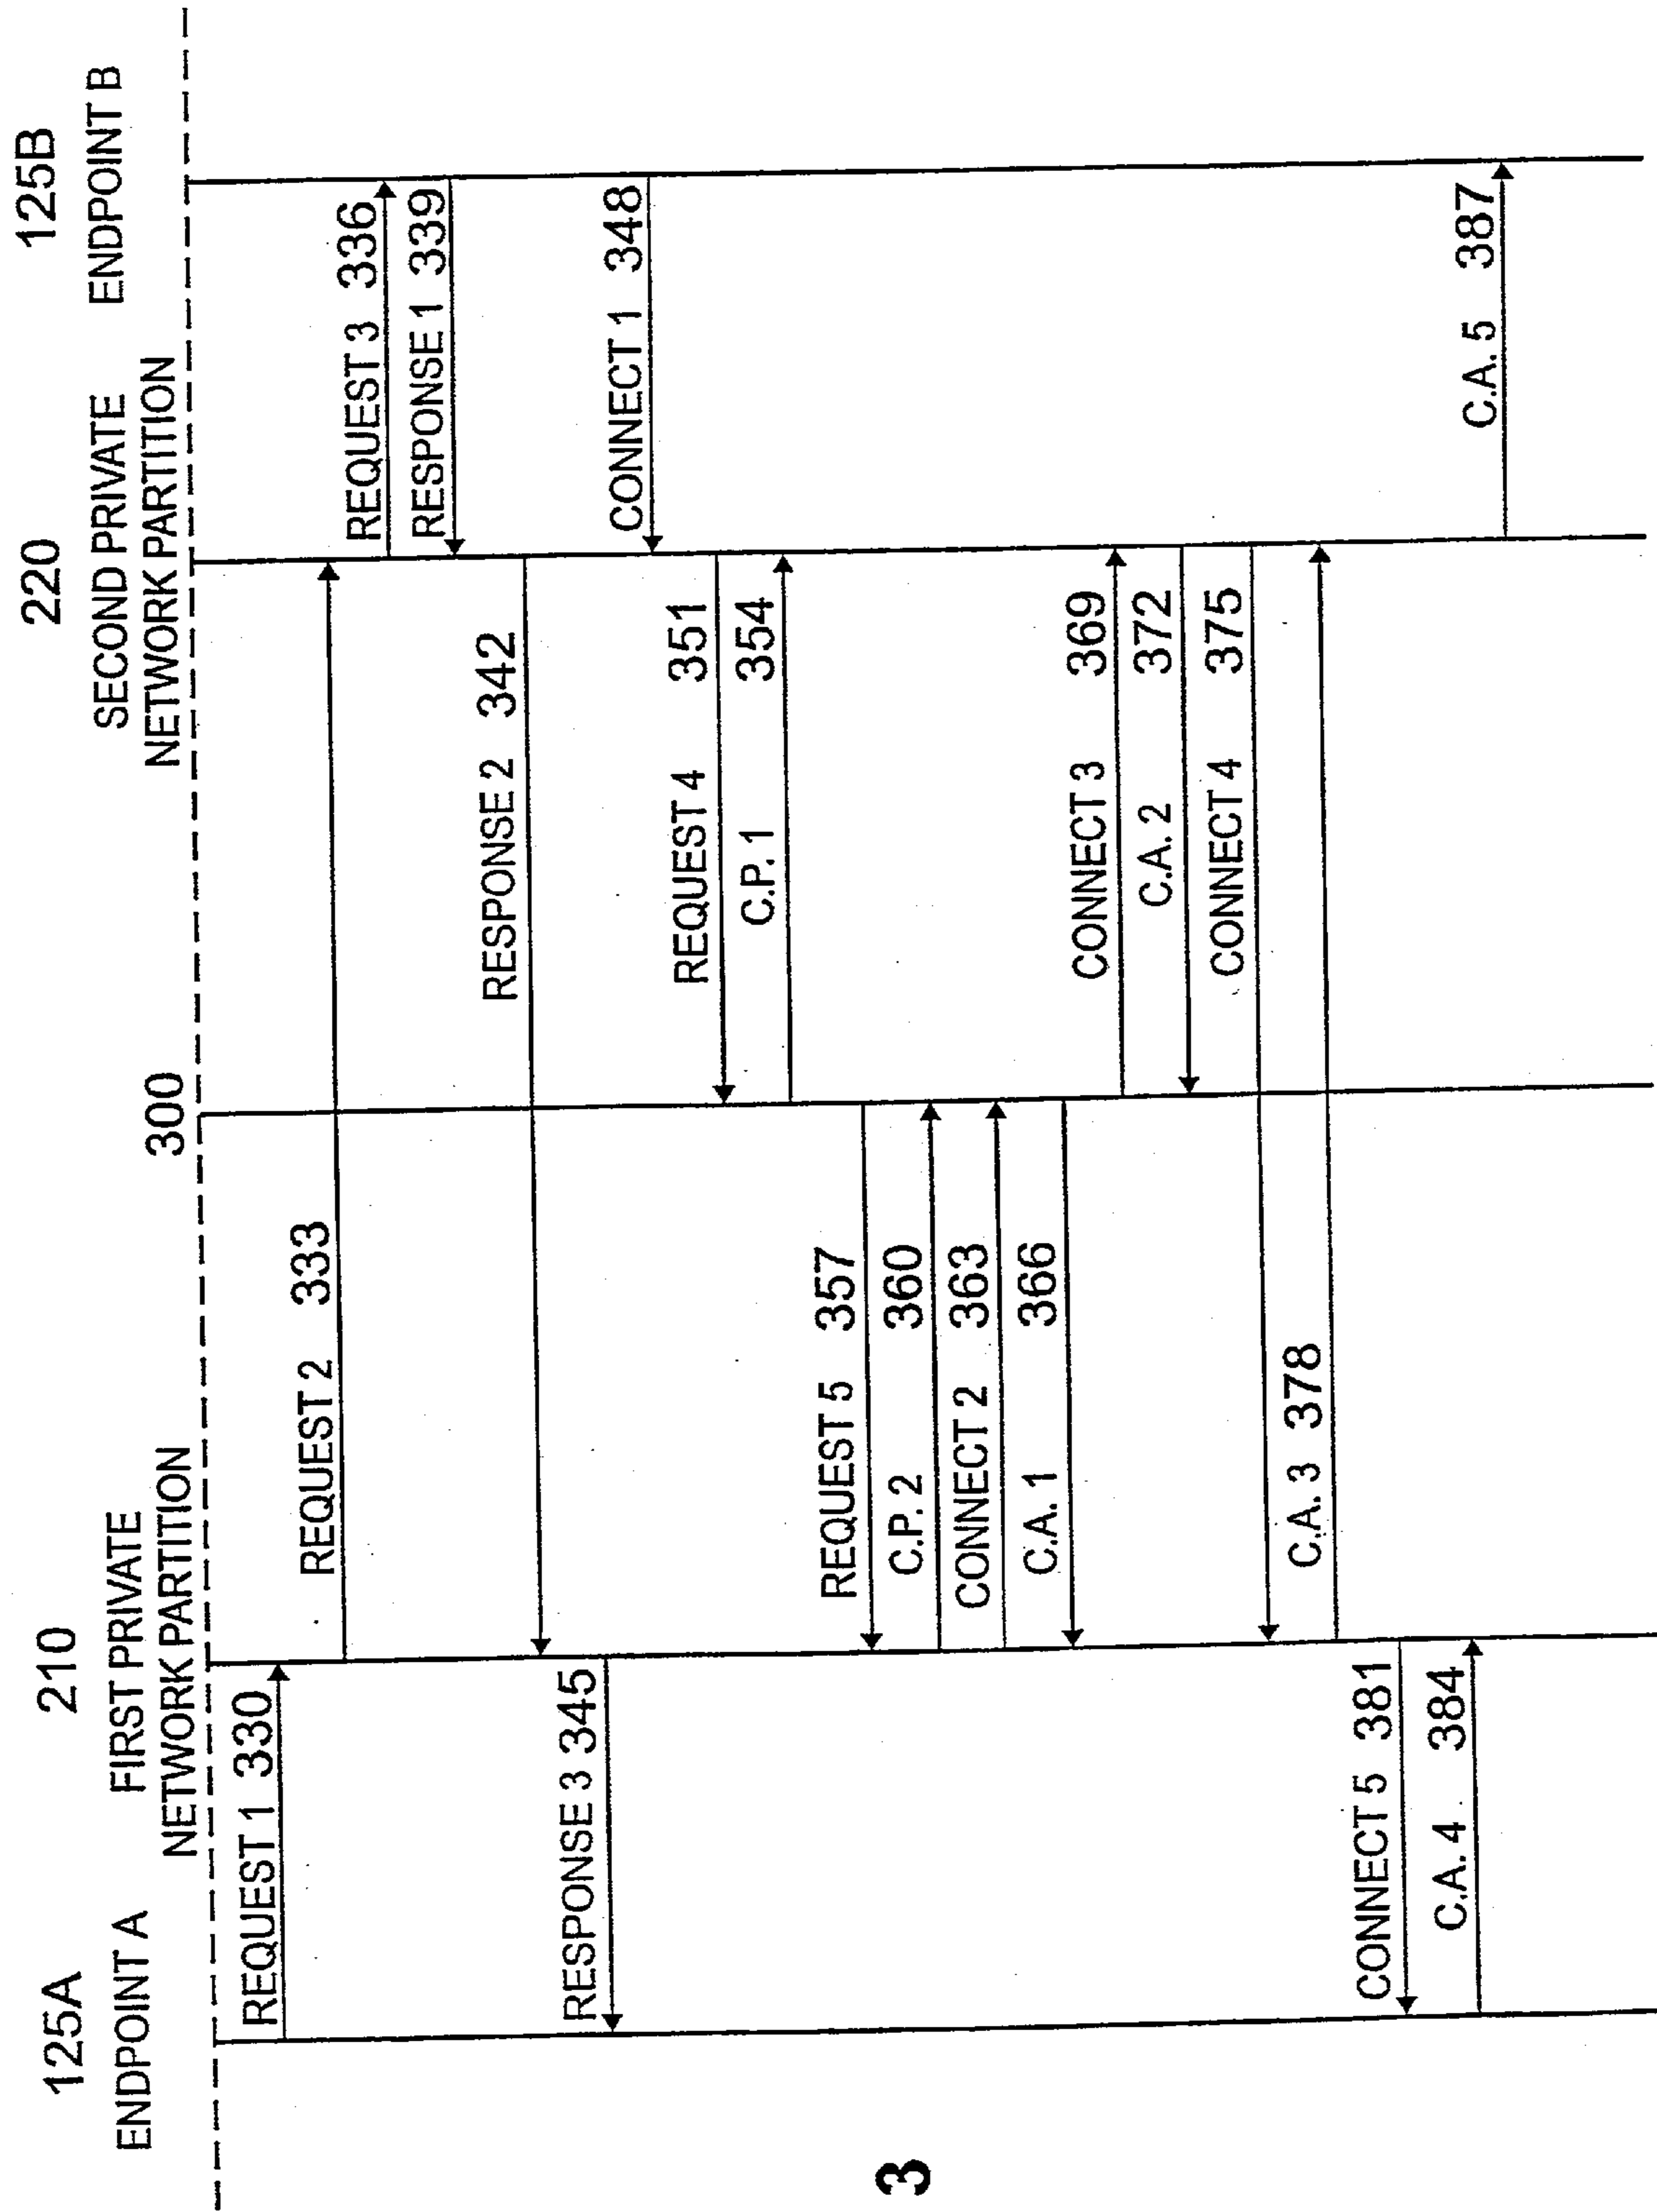 125A
ENDPOINT A
210
FIRST PRIVATE
NETWORK PARTITION
300
220
SECOND PRIVATE
NETWORK PARTITION
125B
ENDPOINT B
REQUEST 1 330
REQUEST 2 333
REQUEST 3 336
RESPONSE 1 339
RESPONSE 2 342
RESPONSE 3 345
CONNECT 1 348
REQUEST 4 351
C.P. 1 354
REQUEST 5 357
C.P. 2 360
CONNECT 2 363
C.A. 1 366
CONNECT 3 369
C.A. 2 372
CONNECT 4 375
C.A. 3 378
CONNECT 5 381
C.A. 4 384
C.A. 5 387
3